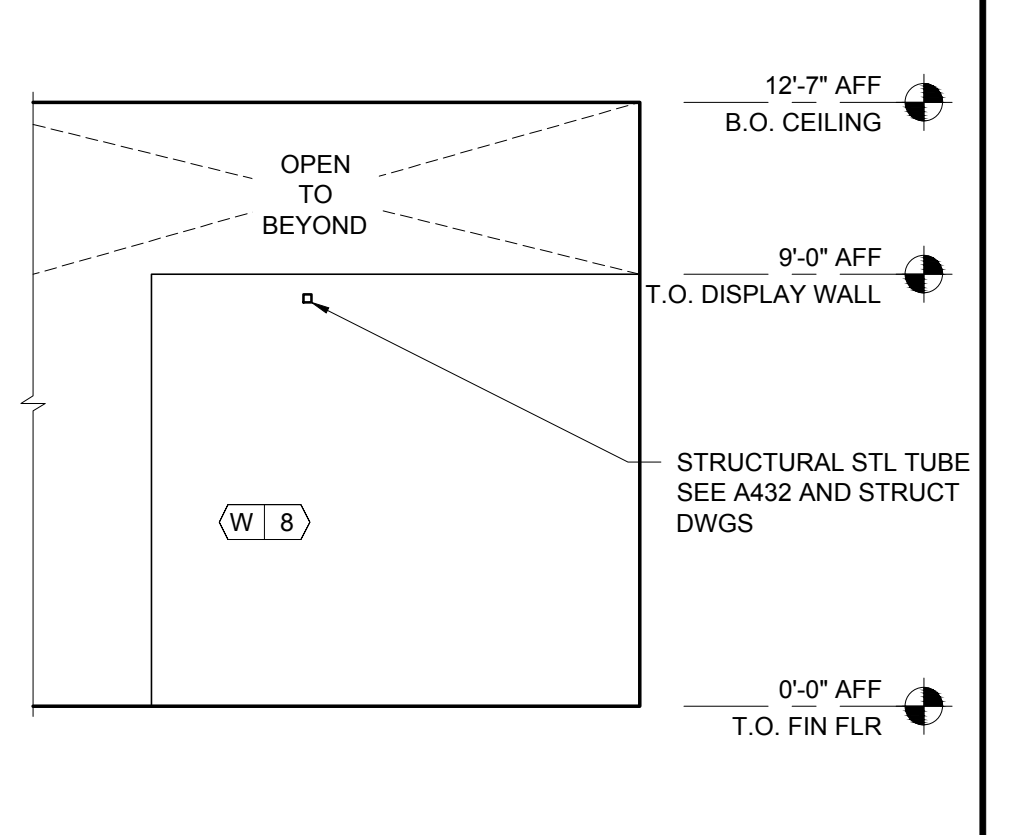 12'-7" AFF
B.O. CEILING
OPEN
TO
BEYOND
9'-0" AFF
T.O. DISPLAY WALL
STRUCTURAL STL TUBE
SEE A432 AND STRUCT
DWGS
W 8
0'-0" AFF
T.O. FIN FLR